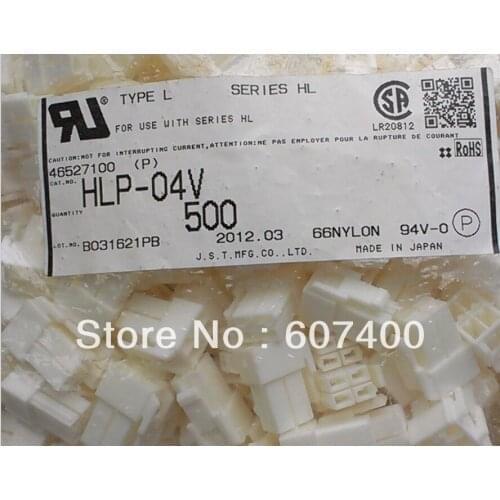 TYPE L SERIES HL
FOR USE WITH SERIES HL
LR20812
CAUTION:NOT FOR INTERRUPTING CURRENT,ATTENTION:NE PAS EMPLOYER POUR LA RUPTURE DE COURANT
46527100 (P)
RoHS
CAT.NO. HLP-04V
QUANTITY 500
2012.03 66NYLON 94V-0 P
LOT.NO. B031621PB
J.S.T.MFG.CO.,LTD. MADE IN JAPAN
Store No : 607400